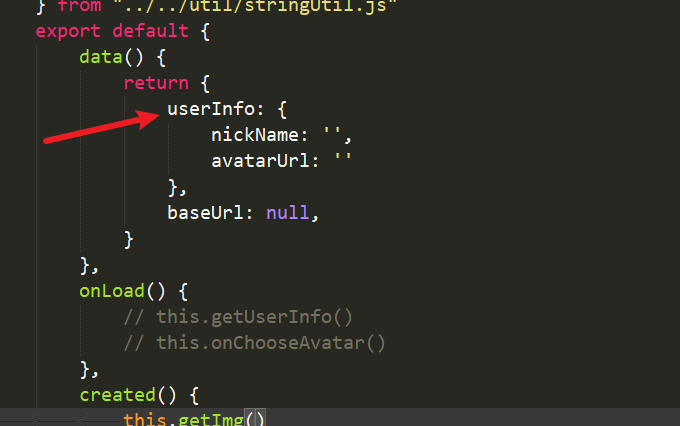 } from "../../util/stringUtil.js"
export default {
data() {
return {
userInfo: {
nickName: '',
avatarUrl: ''
},
baseUrl: null,
}
},
onLoad() {
// this.getUserInfo()
// this.onChooseAvatar()
},
created() {
this.getImg()